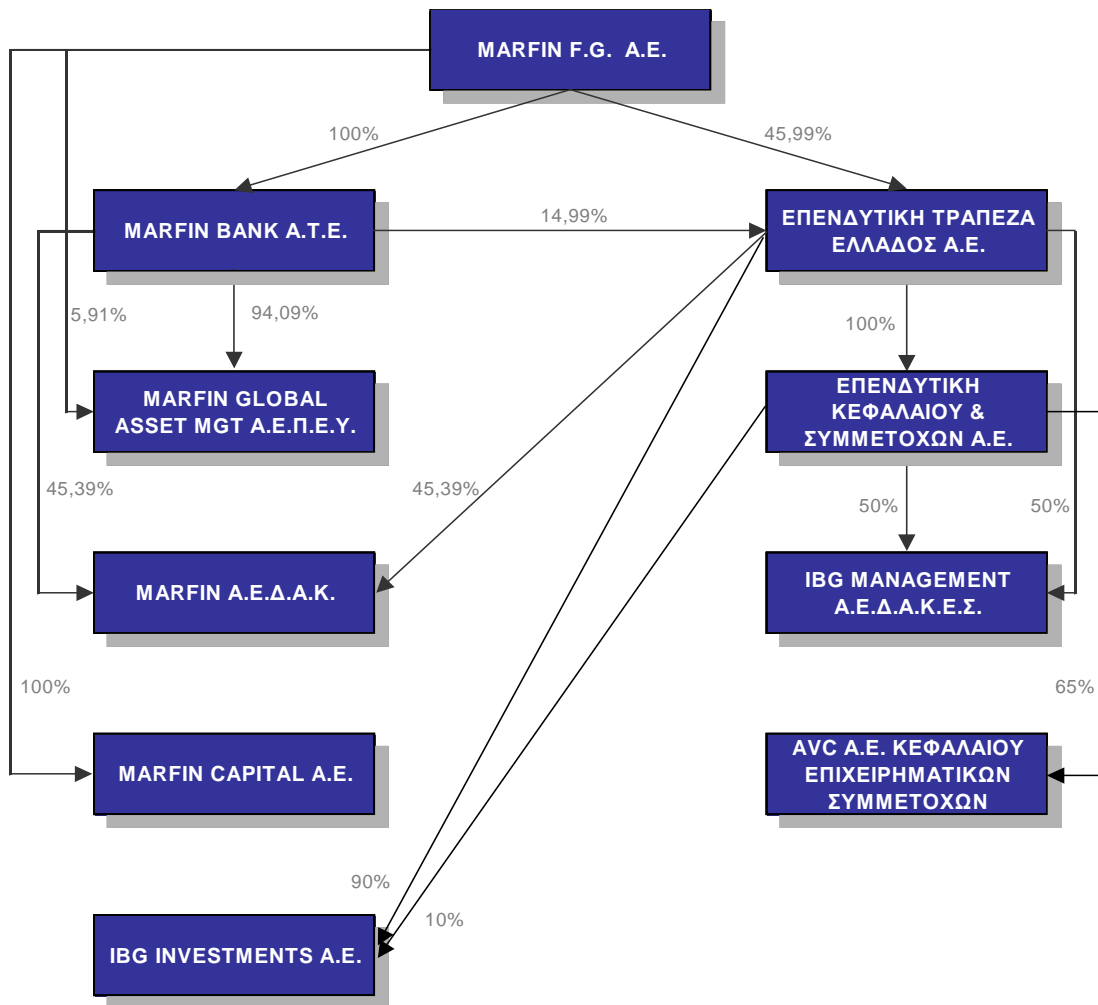 MARFIN F.G. A.E.
100%
45,99%
MARFIN BANK A.T.E.
14,99%
ΕΠΕΝΔΥΤΙΚΗ ΤΡΑΠΕΖΑ
ΕΛΛΑΔΟΣ Α.Ε.
5,91%
94,09%
100%
MARFIN GLOBAL
ASSET MGT Α.Ε.Π.Ε.Υ.
ΕΠΕΝΔΥΤΙΚΗ
ΚΕΦΑΛΑΙΟΥ &
ΣΥΜΜΕΤΟΧΩΝ Α.Ε.
45,39%
45,39%
50%
50%
MARFIN Α.Ε.Δ.Α.Κ.
IBG MANAGEMENT
Α.Ε.Δ.Α.Κ.Ε.Σ.
100%
65%
MARFIN CAPITAL A.E.
AVC Α.Ε. ΚΕΦΑΛΑΙΟΥ
ΕΠΙΧΕΙΡΗΜΑΤΙΚΩΝ
ΣΥΜΜΕΤΟΧΩΝ
90%
10%
IBG INVESTMENTS A.E.